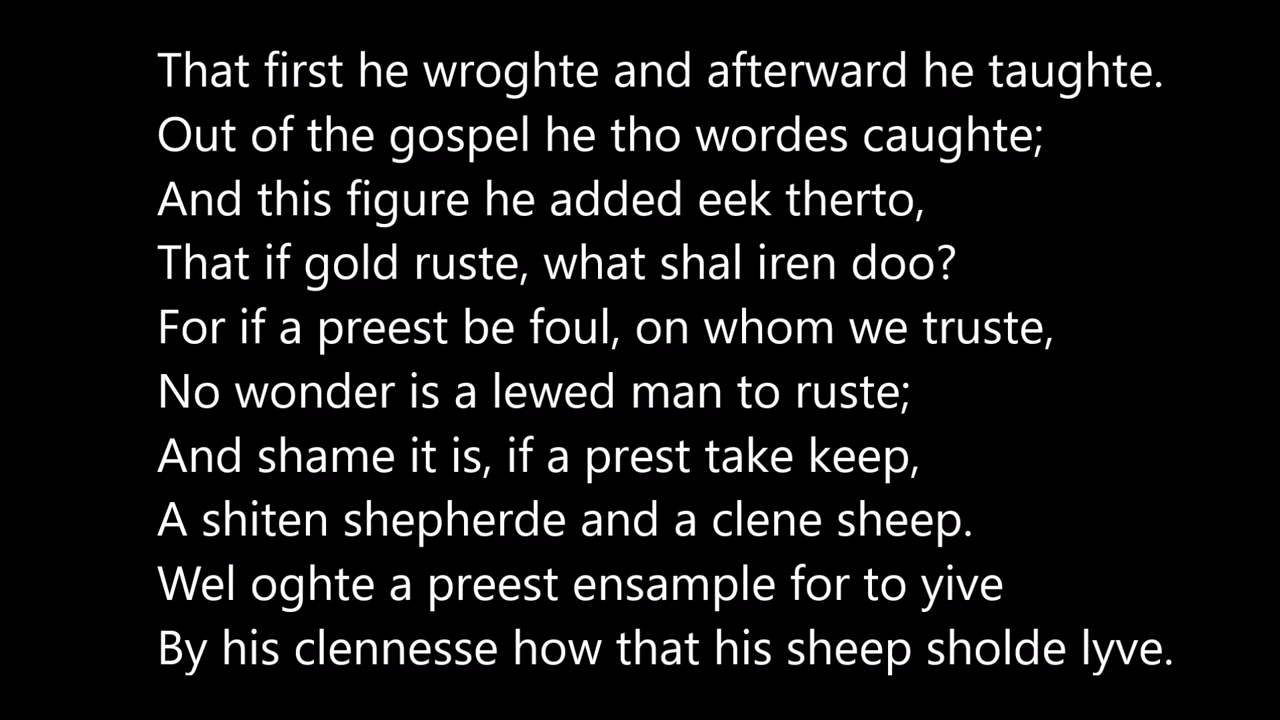 That first he wroghte and afterward he taughte.
Out of the gospel he tho wordes caughte;
And this figure he added eek therto,
That if gold ruste, what shal iren doo?
For if a preest be foul, on whom we truste,
No wonder is a lewed man to ruste;
And shame it is, if a prest take keep,
A shiten shepherde and a clene sheep.
Wel oghte a preest ensample for to yive
By his clennesse how that his sheep sholde lyve.